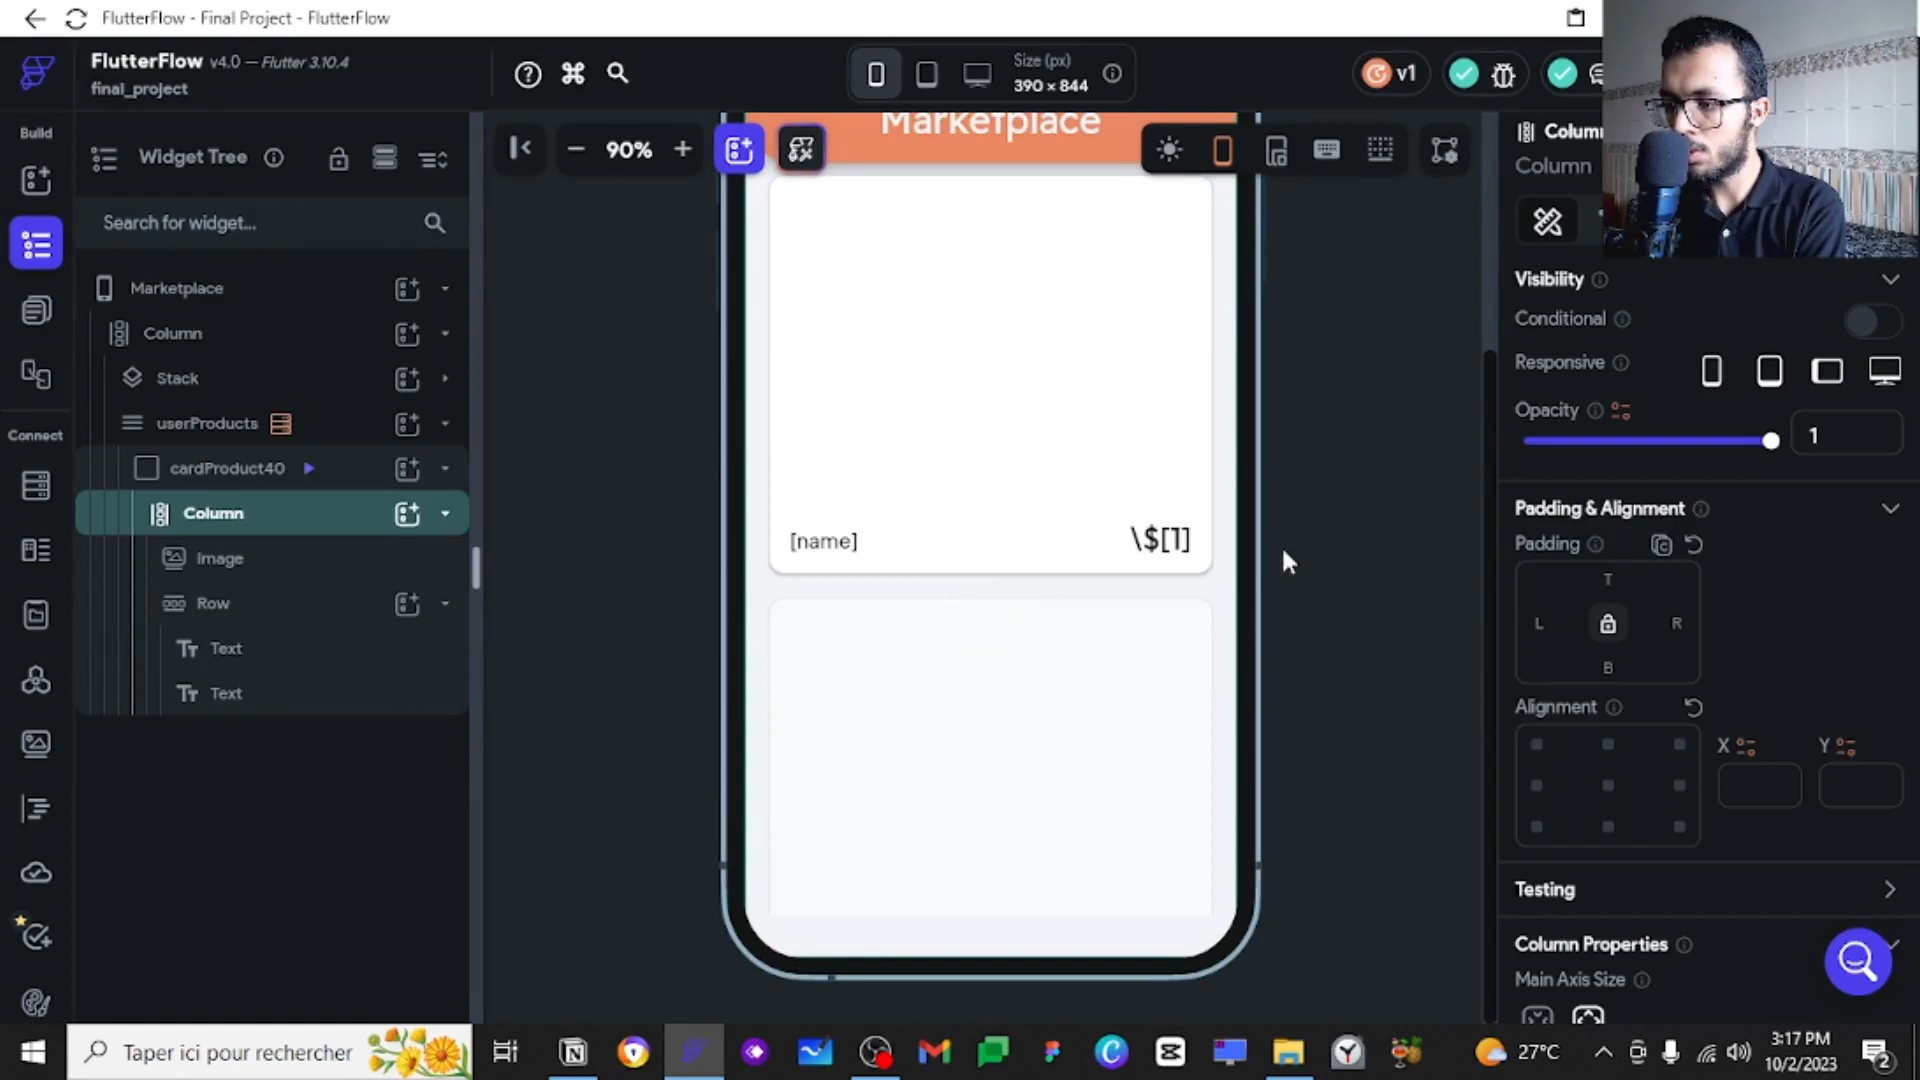 FlutterFlow - Final Project - FlutterFlow
FlutterFlow v4.0 — Flutter 3.10.4
final_project
Size (px)
390 × 844
v1
Build
Connect
Widget Tree
Search for widget...
Marketplace
Column
Stack
userProducts
cardProduct40
Column
Image
Row
Text
Text
90%
Marketplace
[name]
\$[1]
Column
Visibility
Conditional
Responsive
Opacity
1
Padding & Alignment
Padding
T
L
R
B
Alignment
X
Y
Testing
Column Properties
Main Axis Size
Taper ici pour rechercher
27°C
3:17 PM
10/2/2023
2